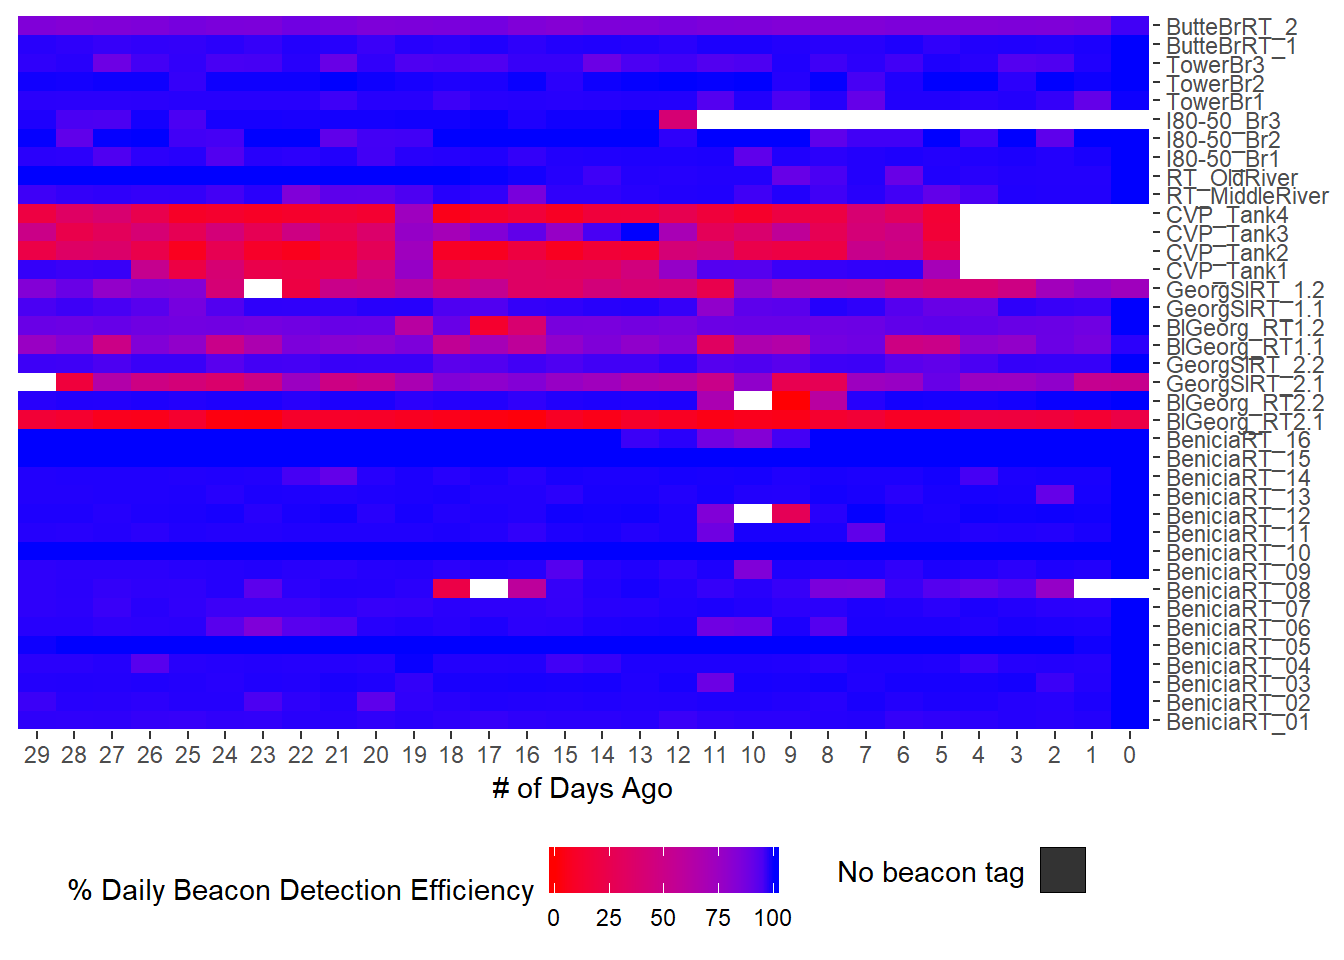 ButteBrRT_2
ButteBrRT_1
TowerBr3
TowerBr2
TowerBr1
I80-50_Br3
I80-50_Br2
I80-50_Br1
RT_OldRiver
RT_MiddleRiver
CVP_Tank4
CVP_Tank3
CVP_Tank2
CVP_Tank1
GeorgSlRT_1.2
GeorgSlRT_1.1
BlGeorg_RT1.2
BlGeorg_RT1.1
GeorgSlRT_2.2
GeorgSlRT_2.1
BlGeorg_RT2.2
BlGeorg_RT2.1
BeniciaRT_16
BeniciaRT_15
BeniciaRT_14
BeniciaRT_13
BeniciaRT_12
BeniciaRT_11
BeniciaRT_10
BeniciaRT_09
BeniciaRT_08
BeniciaRT_07
BeniciaRT_06
BeniciaRT_05
BeniciaRT_04
BeniciaRT_03
BeniciaRT_02
BeniciaRT_01
29 28 27 26 25 24 23 22 21 20 19 18 17 16 15 14 13 12 11 10 9 8 7 6 5 4 3 2 1 0
# of Days Ago
% Daily Beacon Detection Efficiency
0 25 50 75 100
No beacon tag